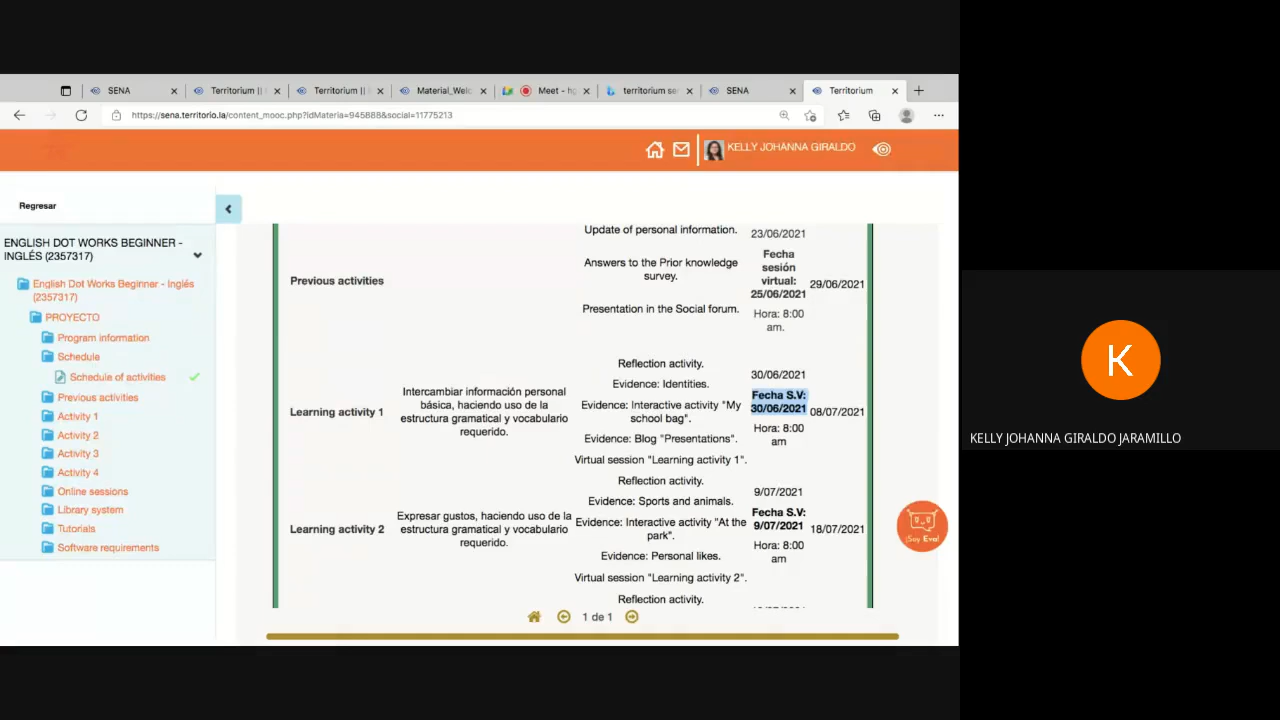 SENA
Territorium ||
Territorium ||
Material_Welc
Meet - h
territorium se
SENA
Territorium
https://sena.territorio.la/content_mooc.php?idMateria=945888&social=11775213
KELLY JOHANNA GIRALDO
Regresar
ENGLISH DOT WORKS BEGINNER -
INGLÉS (2357317)
English Dot Works Beginner - Inglés
(2357317)
PROYECTO
Program information
Schedule
Schedule of activities
Previous activities
Activity 1
Activity 2
Activity 3
Activity 4
Online sessions
Library system
Tutorials
Software requirements
Previous activities
Update of personal information.
Answers to the Prior knowledge
survey.
Presentation in the Social forum.
23/06/2021
Fecha
sesión
virtual:
25/06/2021
Hora: 8:00
am.
29/06/2021
Learning activity 1
Intercambiar información personal
básica, haciendo uso de la
estructura gramatical y vocabulario
requerido.
Reflection activity.
Evidence: Identities.
Evidence: Interactive activity "My
school bag".
Evidence: Blog "Presentations".
Virtual session "Learning activity 1".
30/06/2021
Fecha S.V:
30/06/2021
Hora: 8:00
am
08/07/2021
Learning activity 2
Expresar gustos, haciendo uso de la
estructura gramatical y vocabulario
requerido.
Reflection activity.
Evidence: Sports and animals.
Evidence: Interactive activity "At the
park".
Evidence: Personal likes.
Virtual session "Learning activity 2".
9/07/2021
Fecha S.V:
9/07/2021
Hora: 8:00
am
18/07/2021
Reflection activity.
1 de 1
¡Soy Eva!
K
KELLY JOHANNA GIRALDO JARAMILLO